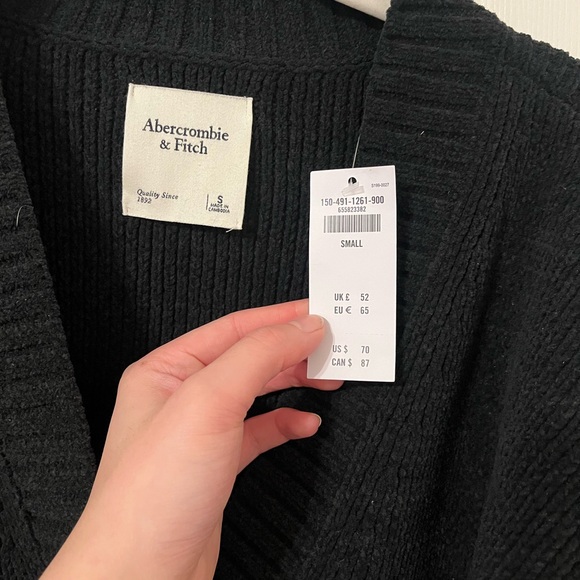 Abercrombie
& Fitch
Quality Since
1892
S
MADE IN
CAMBODIA
150-491-1261-900
655823382
SMALL
UK £ 52
EU € 65
US $ 70
CAN $ 87